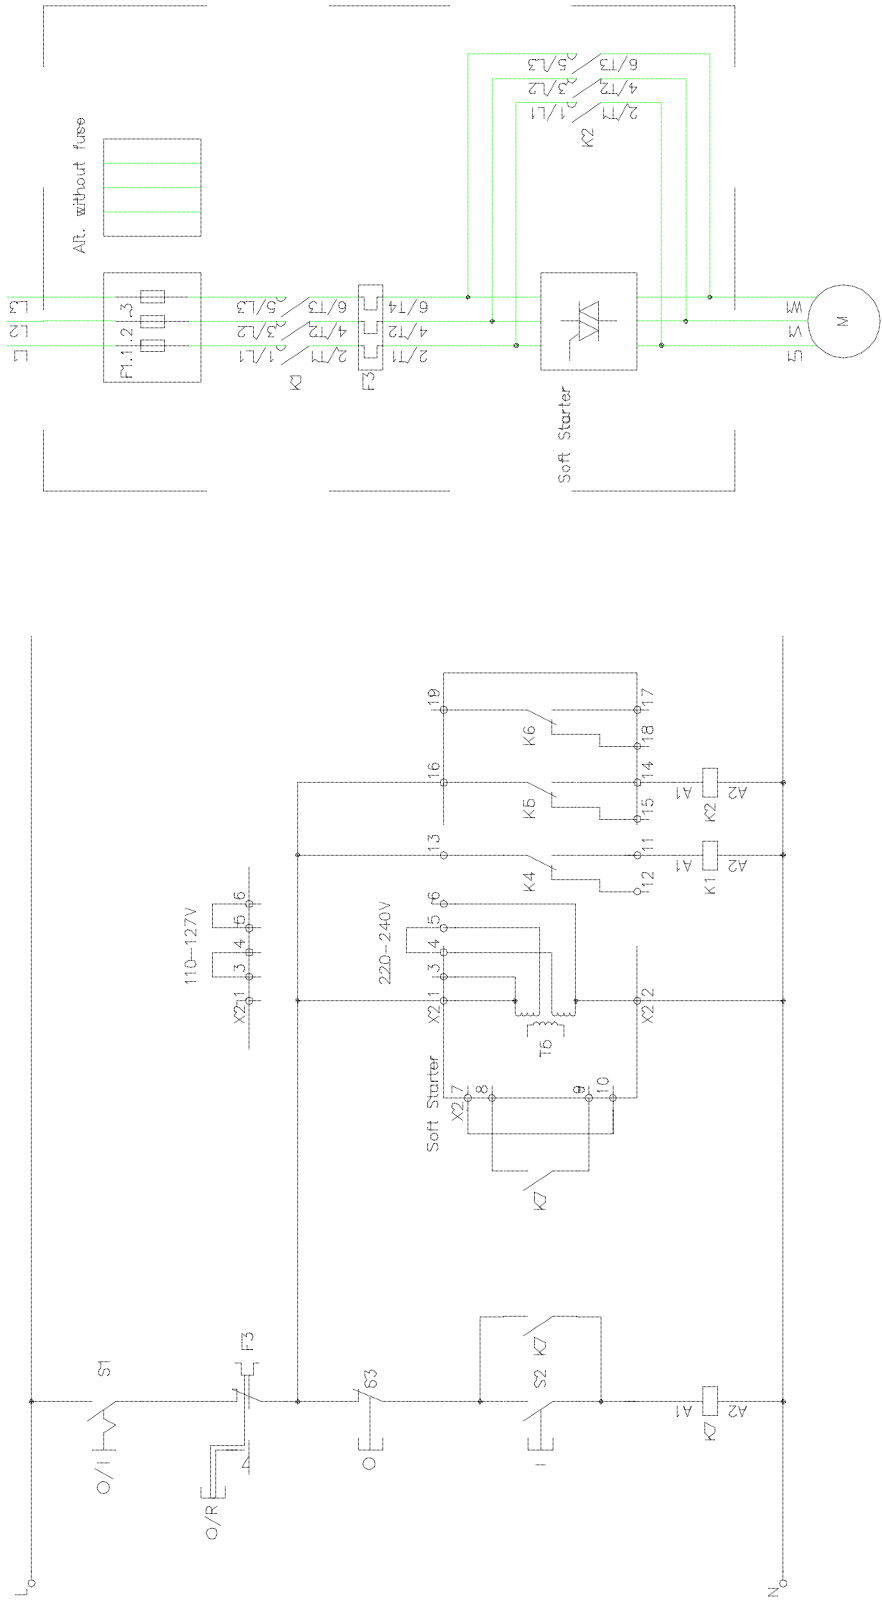 L3
L2
L1
Alt. without fuse
F1.1..2..3
5/L3
3/L2
1/L1
K1
6/T3
4/T2
2/T1
F3
6/T4
4/T2
2/T1
5/L3
3/L2
1/L1
K2
6/T3
4/T2
2/T1
Soft Starter
W1
V1
M
L
S1
O/I
O/R
F3
S3
O
S2
I
K7
A1
K7
A2
N
110-127V
X2 1 3 4 5 6
220-240V
Soft Starter
X2 1 3 4 5 6 13 16 19
X2 7
8
9
10
K7
T6
X2 2
K4
K5
K6
12 11 15 14 18 17
A1
K1
A2
A1
K2
A2